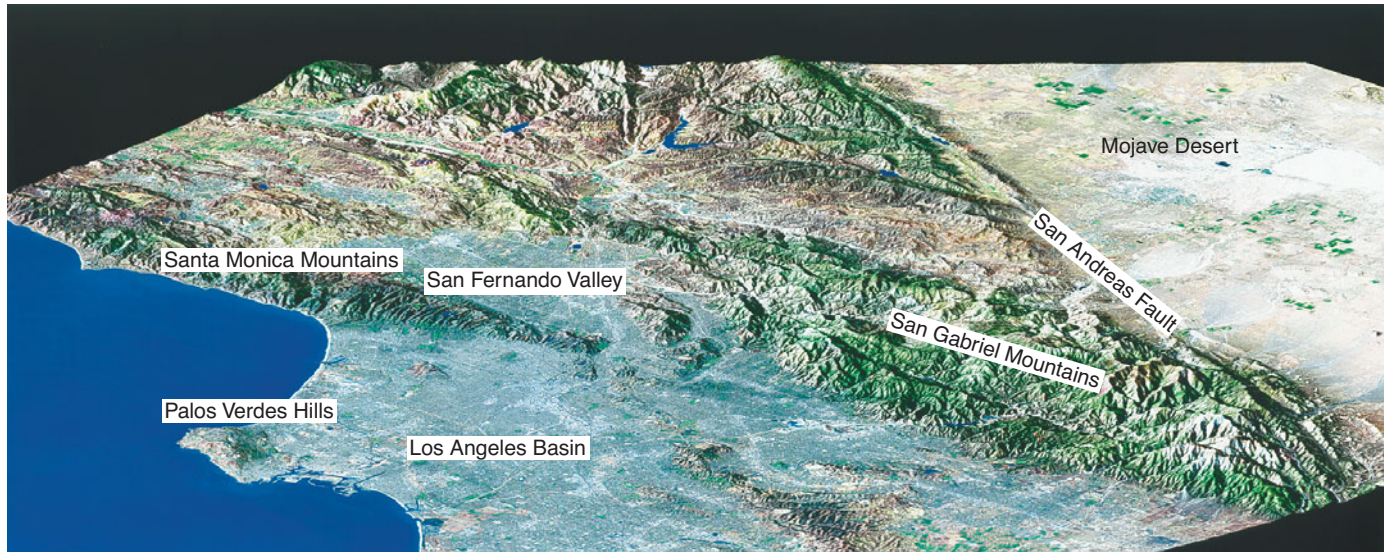 Mojave Desert
San Andreas Fault
Santa Monica Mountains
San Fernando Valley
San Gabriel Mountains
Palos Verdes Hills
Los Angeles Basin